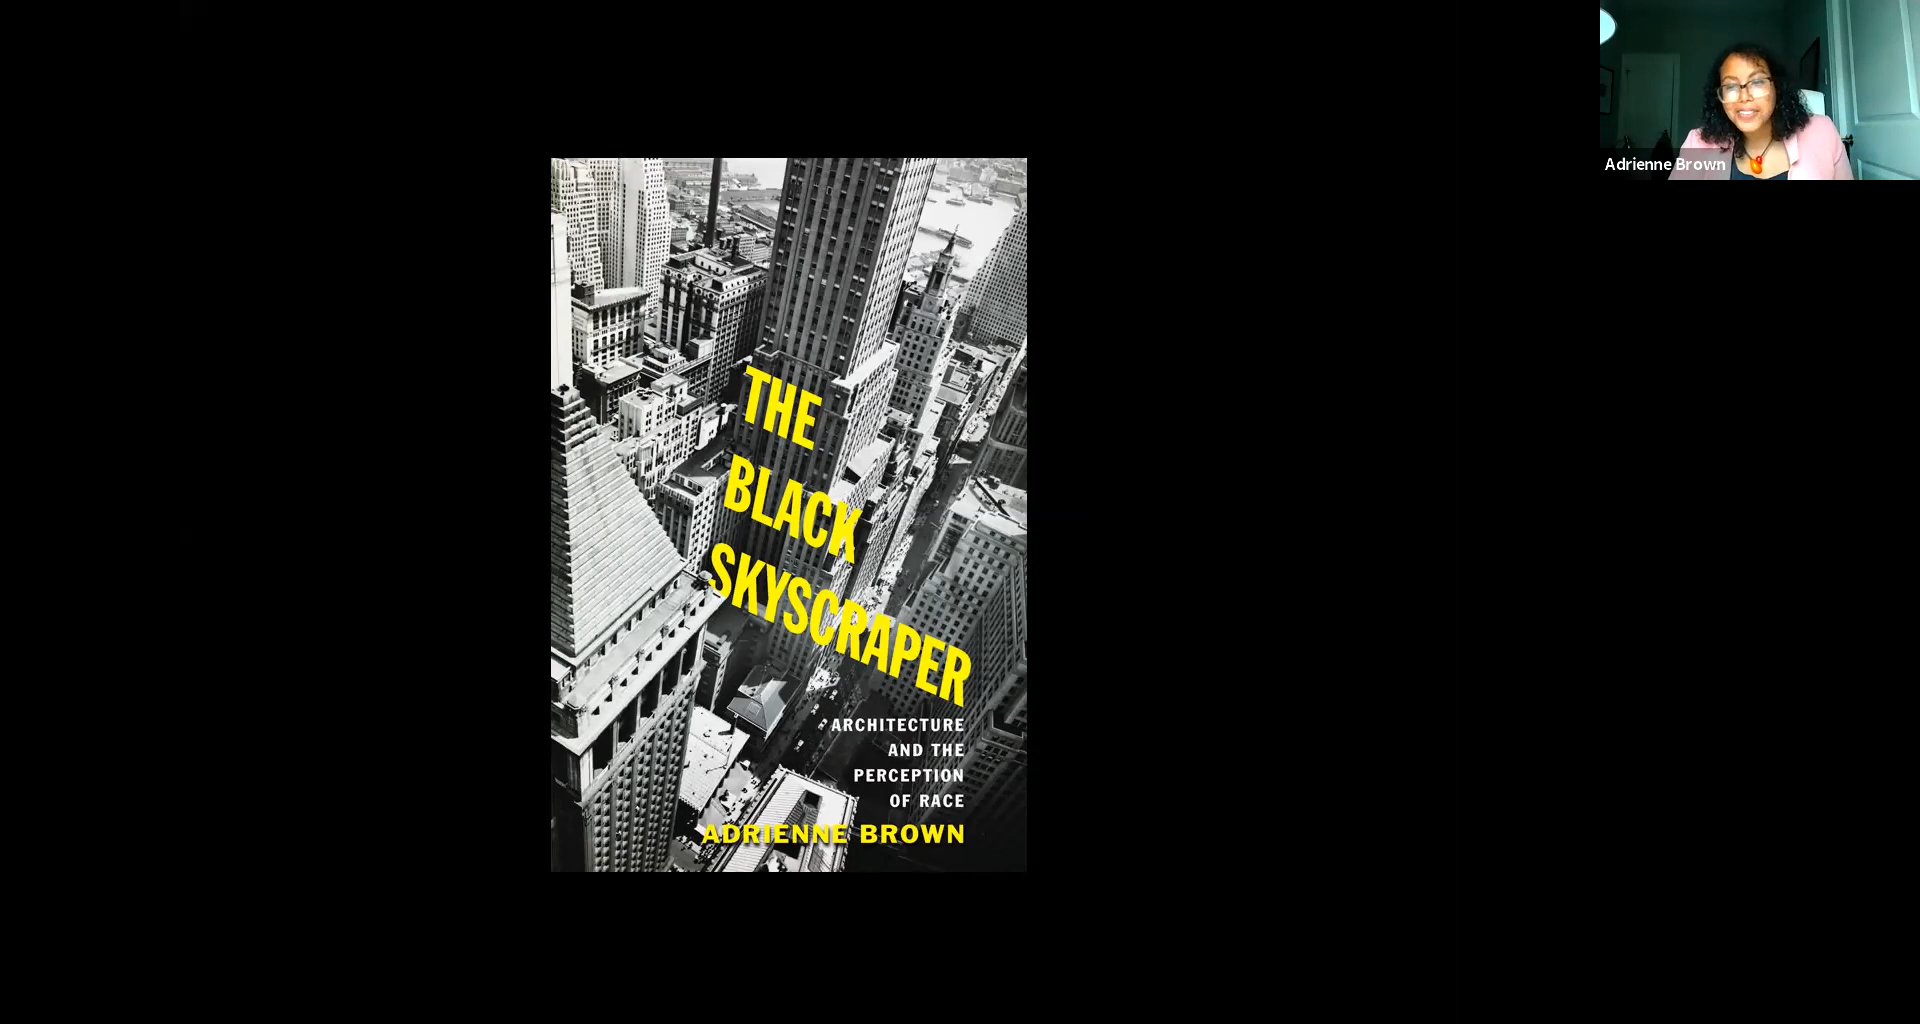 Adrienne Brown
THE
BLACK
SKYSCRAPER
ARCHITECTURE
AND THE
PERCEPTION
OF RACE
ADRIENNE BROWN